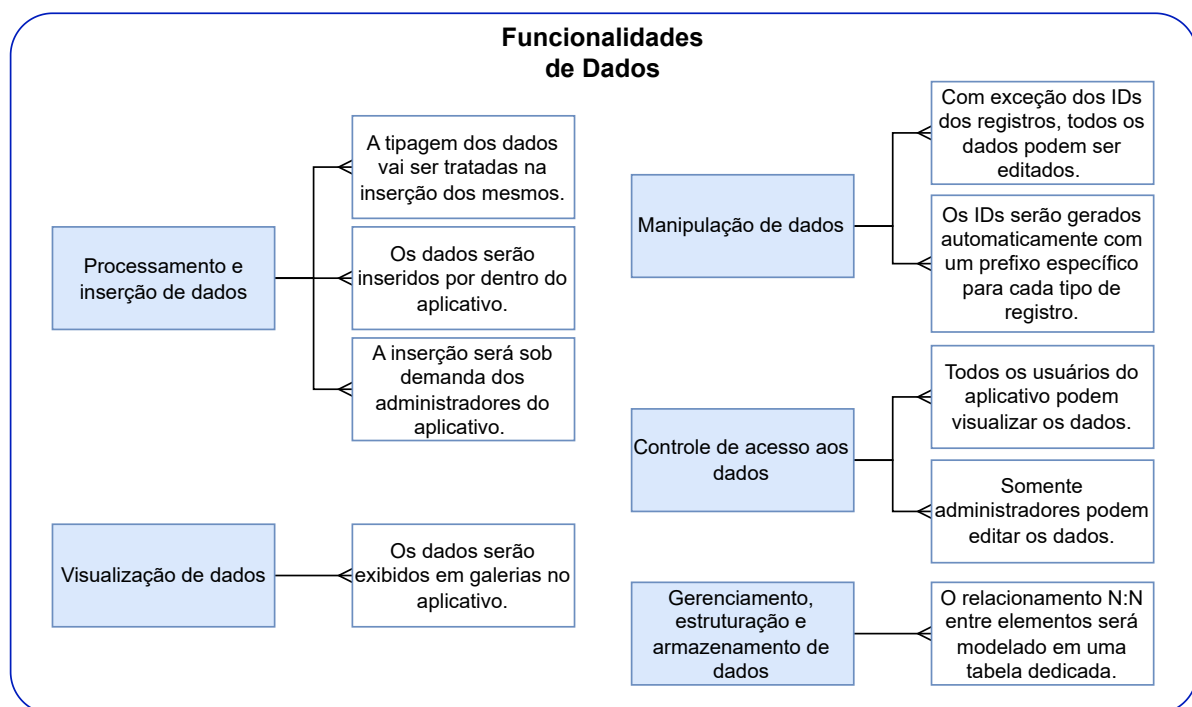 Funcionalidades
de Dados
A tipagem dos dados
vai ser tratadas na
inserção dos mesmos.
Processamento e
inserção de dados
Os dados serão
inseridos por dentro do
aplicativo.
A inserção será sob
demanda dos
administradores do
aplicativo.
Visualização de dados
Os dados serão
exibidos em galerias no
aplicativo.
Com exceção dos IDs
dos registros, todos os
dados podem ser
editados.
Manipulação de dados
Os IDs serão gerados
automaticamente com
um prefixo específico
para cada tipo de
registro.
Todos os usuários do
aplicativo podem
visualizar os dados.
Controle de acesso aos
dados
Somente
administradores podem
editar os dados.
Gerenciamento,
estruturação e
armazenamento de
dados
O relacionamento N:N
entre elementos será
modelado em uma
tabela dedicada.